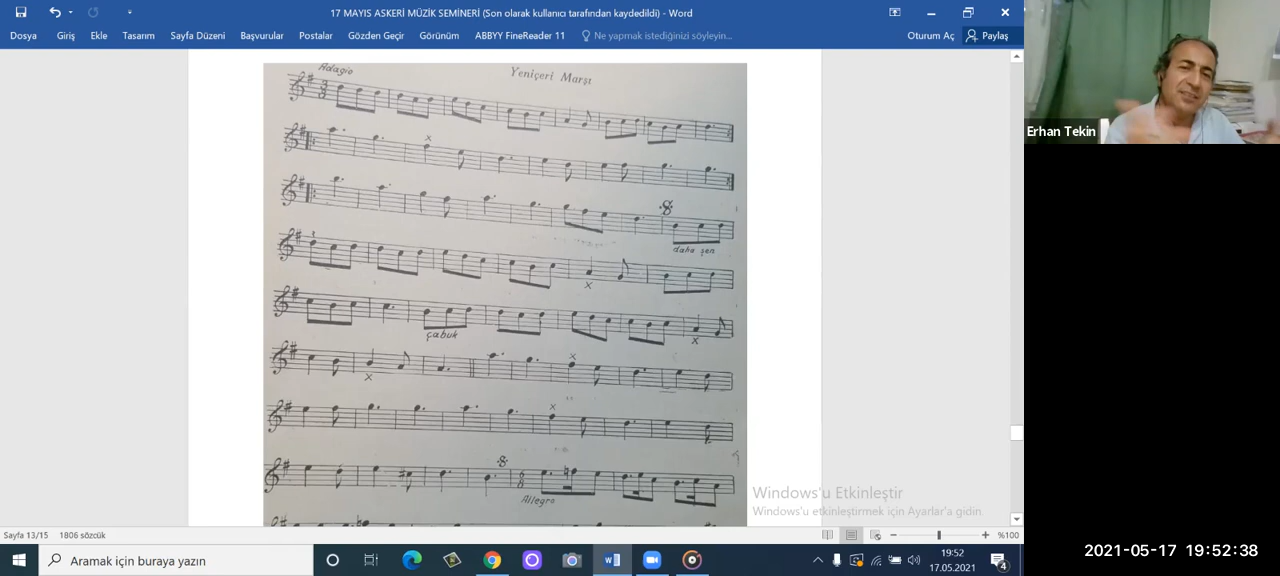 17 MAYIS ASKERİ MÜZİK SEMİNERİ (Son olarak kullanıcı tarafından kaydedildi) - Word
Dosya Giriş Ekle Tasarım Sayfa Düzeni Başvurular Postalar Gözden Geçir Görünüm ABBYY FineReader 11 Ne yapmak istediğinizi söyleyin... Oturum Aç Paylaş
Adagio
Yeniçeri Marşı
Erhan Tekin
daha şen
çabuk
Allegro
Windows'u Etkinleştir
Windows'u etkinleştirmek için Ayarlar'a gidin.
Sayfa 13/15 1806 sözcük
%100
Aramak için buraya yazın
19:52
17.05.2021
4
2021-05-17 19:52:38